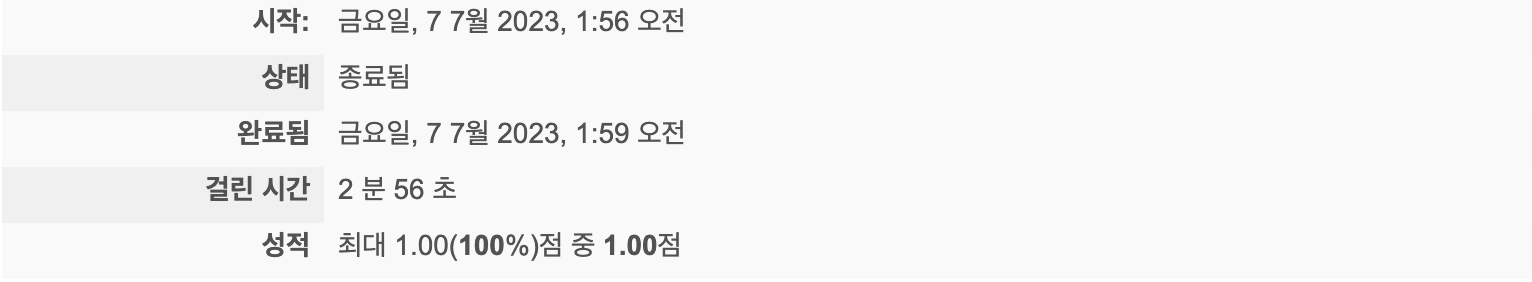 시작: 금요일, 7 7월 2023, 1:56 오전
상태 종료됨
완료됨 금요일, 7 7월 2023, 1:59 오전
걸린 시간 2 분 56 초
성적 최대 1.00(100%)점 중 1.00점